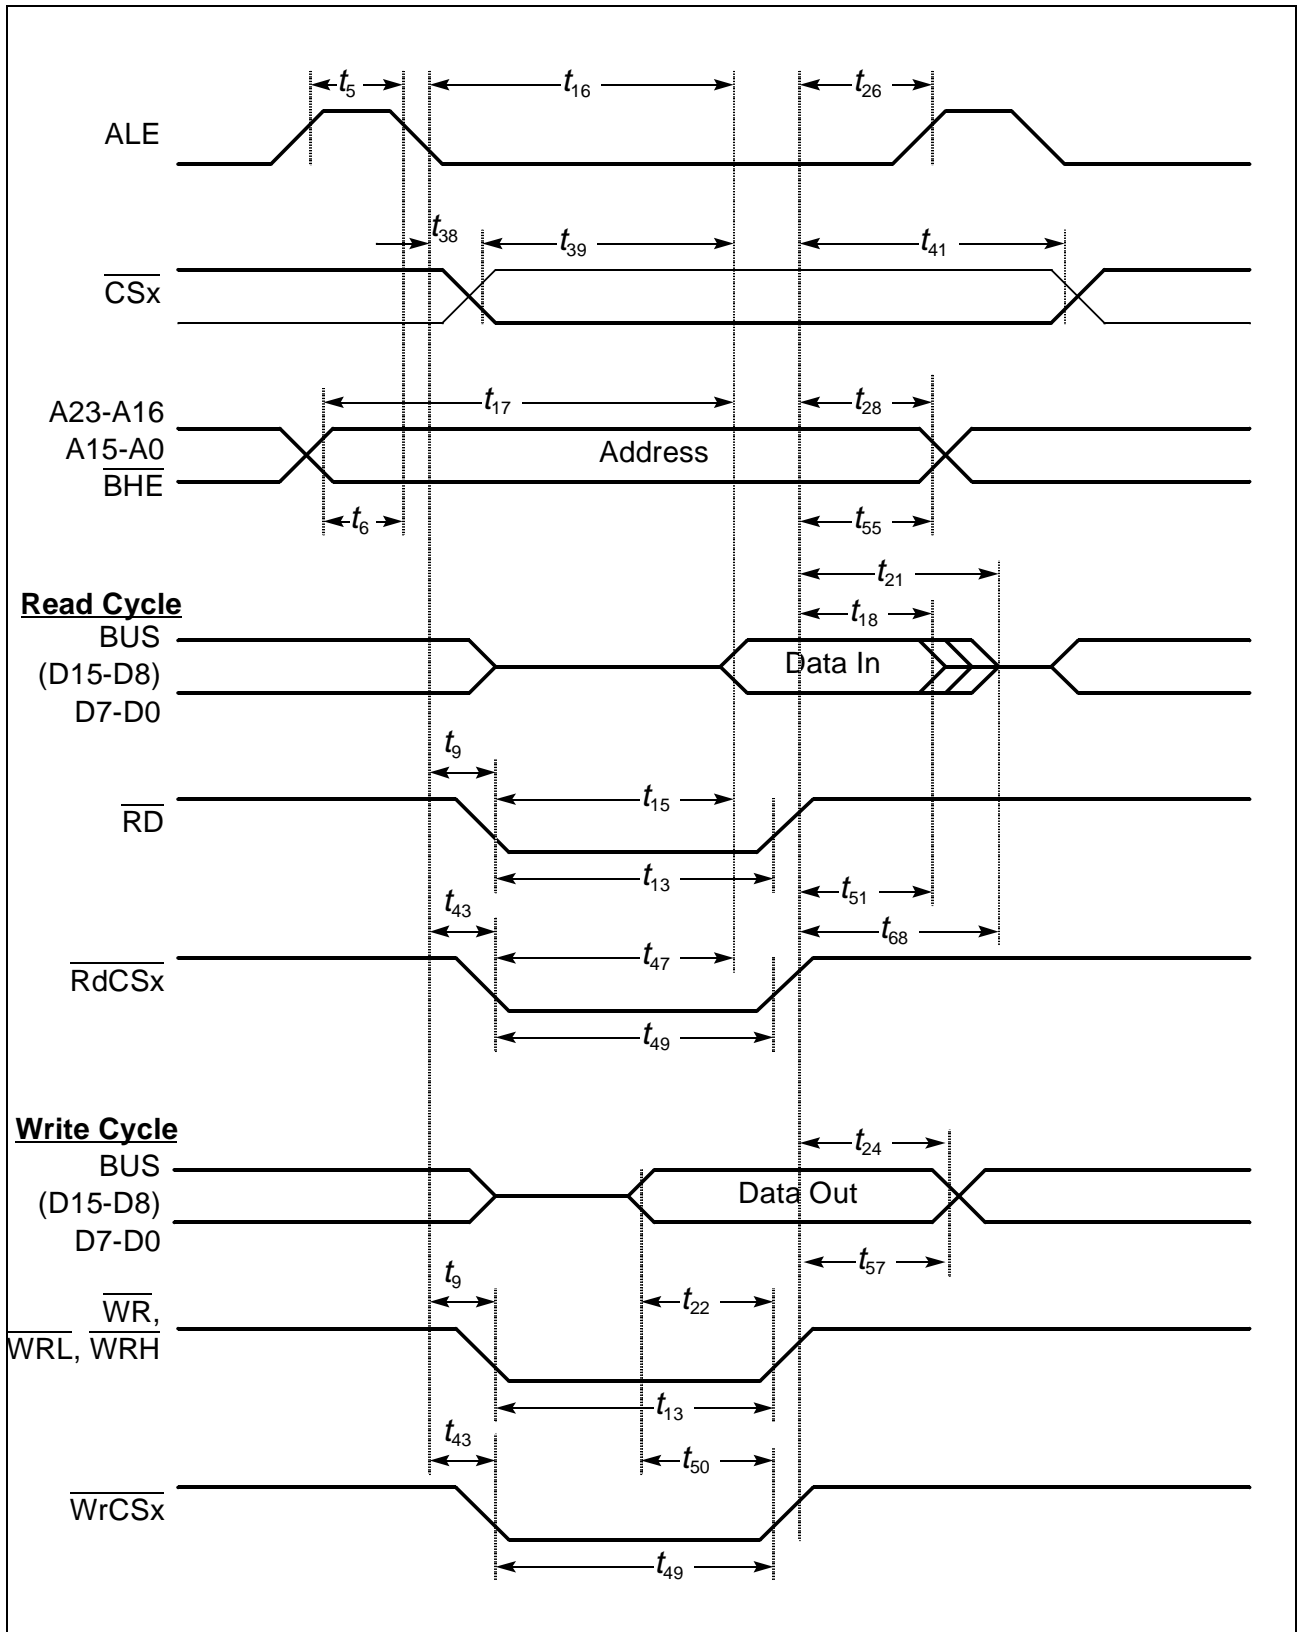 t5
t16
t26
ALE
t38
t39
t41
CSx
A23-A16
A15-A0
BHE
t17
t28
Address
t6
t55
t21
Read Cycle
t18
BUS
(D15-D8)
D7-D0
Data In
t9
t15
RD
t13
t51
t43
t68
t47
RdCSx
t49
Write Cycle
t24
BUS
(D15-D8)
D7-D0
Data Out
t57
t9
t22
WR,
WRL, WRH
t13
t43
t50
WrCSx
t49